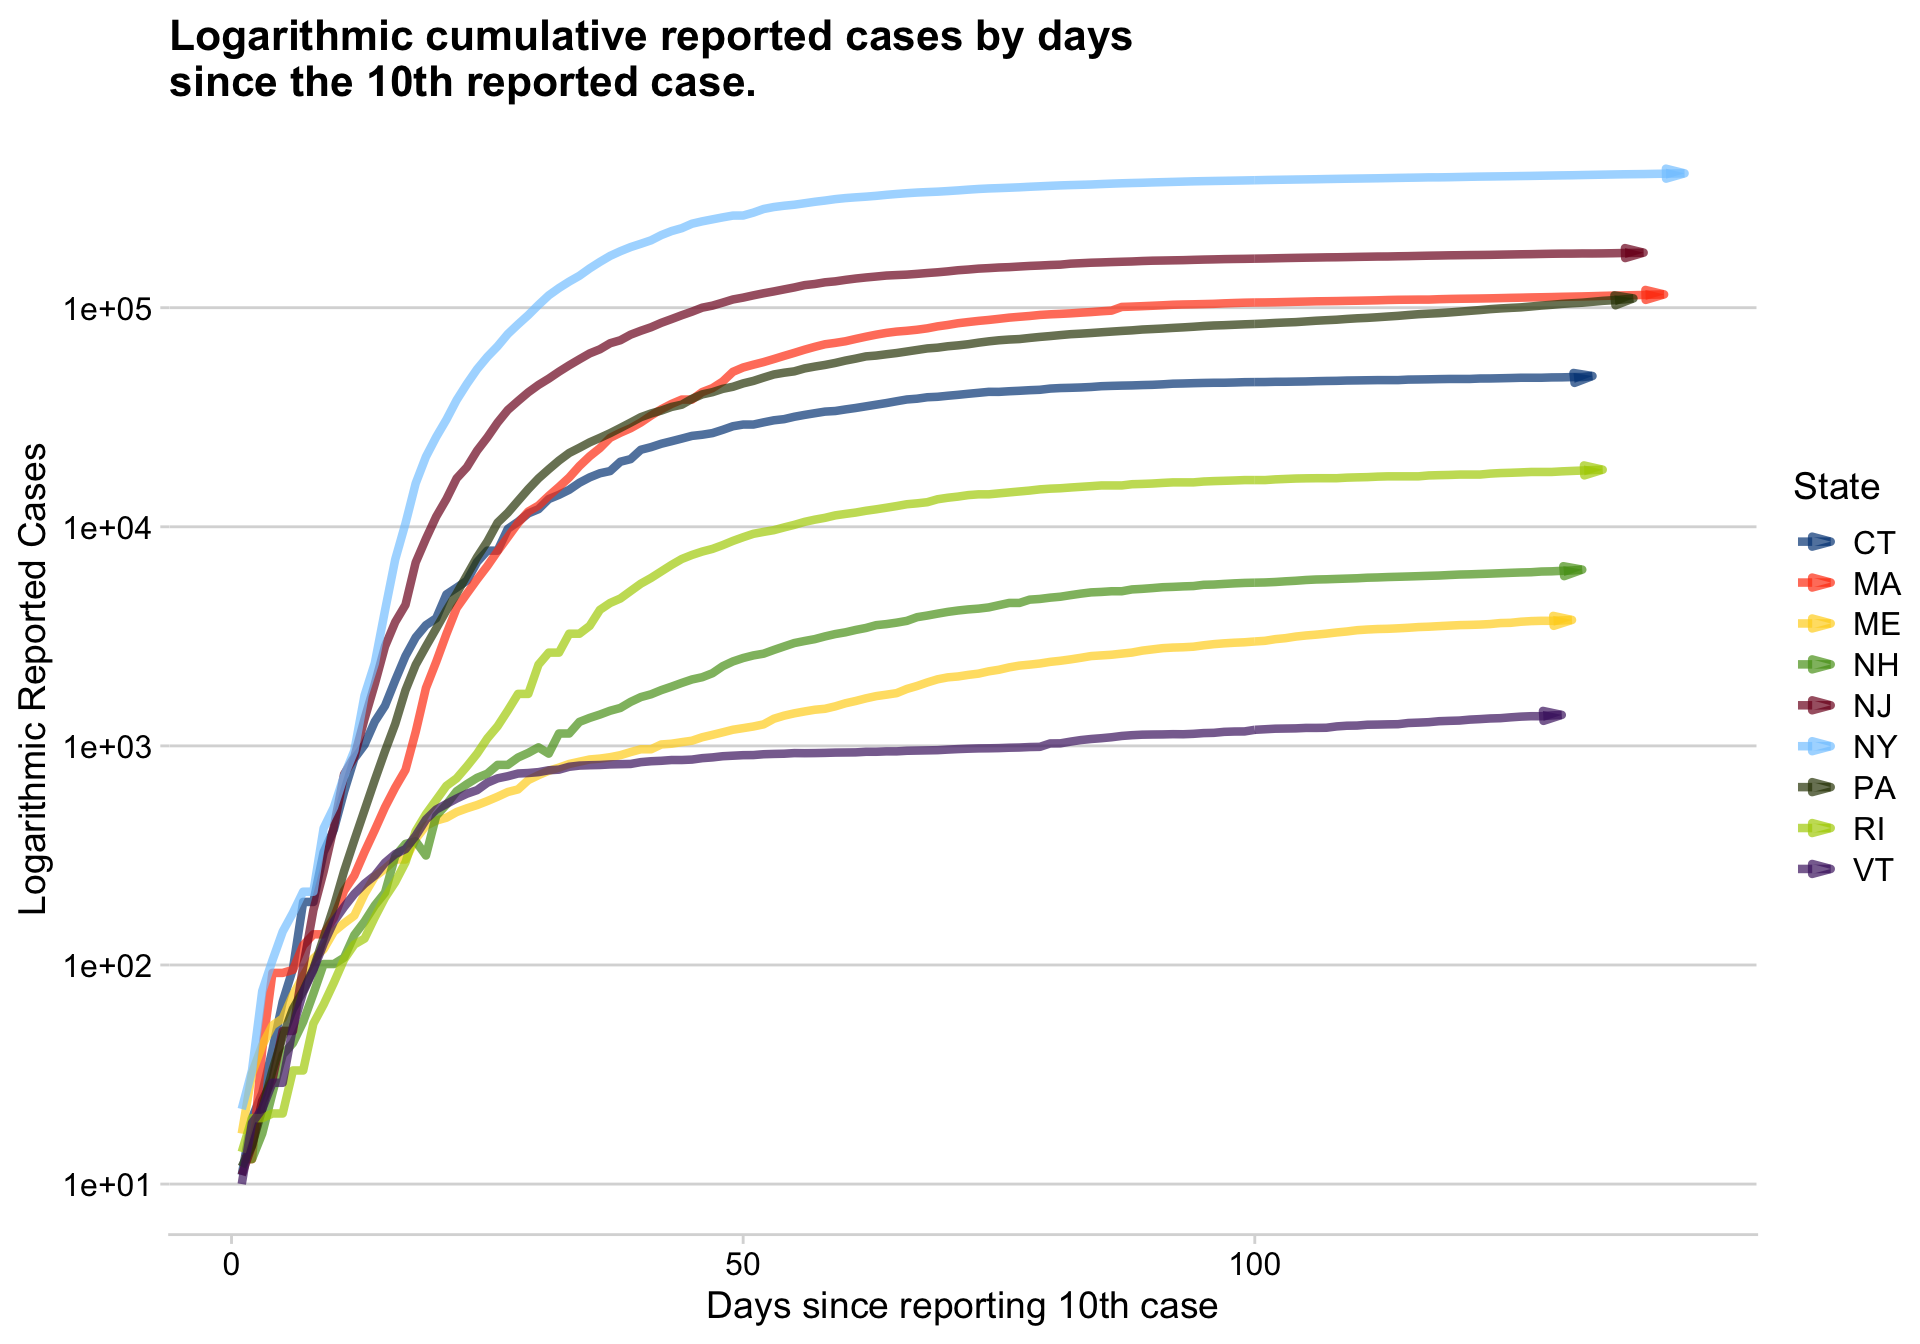 Logarithmic cumulative reported cases by days
since the 10th reported case.
Logarithmic Reported Cases
1e+05
1e+04
1e+03
1e+02
1e+01
0
50
100
Days since reporting 10th case
State
CT
MA
ME
NH
NJ
NY
PA
RI
VT